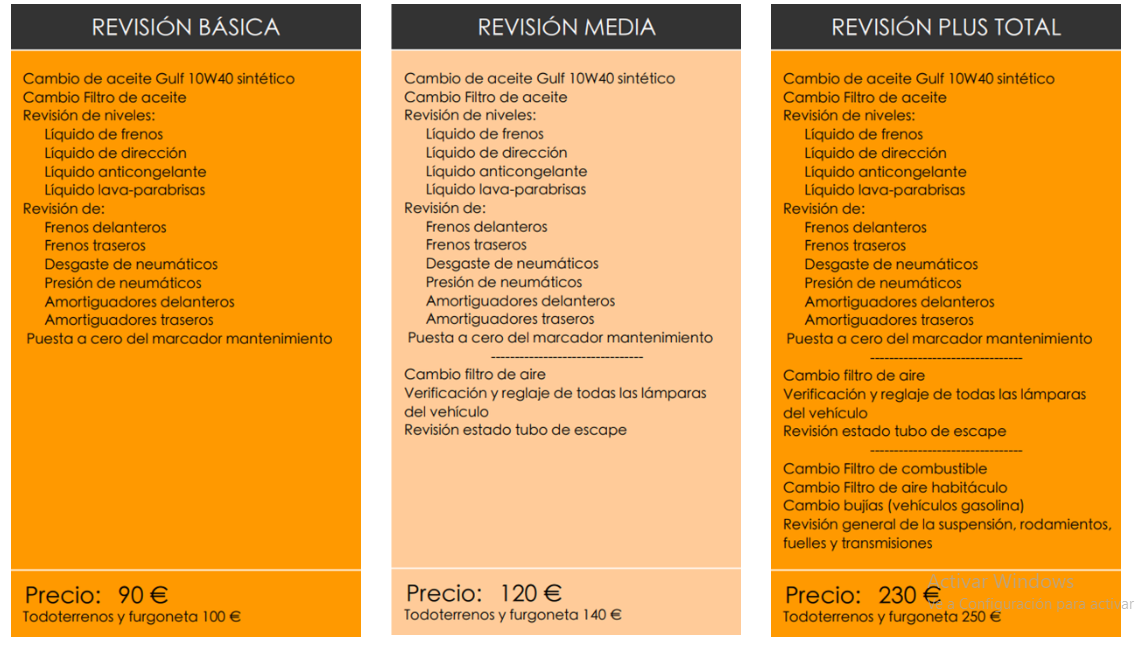 REVISIÓN BÁSICA
Cambio de aceite Gulf 10W40 sintético
Cambio Filtro de aceite
Revisión de niveles:
Líquido de frenos
Líquido de dirección
Líquido anticongelante
Líquido lava-parabrisas
Revisión de:
Frenos delanteros
Frenos traseros
Desgaste de neumáticos
Presión de neumáticos
Amortiguadores delanteros
Amortiguadores traseros
Puesta a cero del marcador mantenimiento
Precio: 90 €
Todoterrenos y furgoneta 100 €
REVISIÓN MEDIA
Cambio de aceite Gulf 10W40 sintético
Cambio Filtro de aceite
Revisión de niveles:
Líquido de frenos
Líquido de dirección
Líquido anticongelante
Líquido lava-parabrisas
Revisión de:
Frenos delanteros
Frenos traseros
Desgaste de neumáticos
Presión de neumáticos
Amortiguadores delanteros
Amortiguadores traseros
Puesta a cero del marcador mantenimiento
--------------------------------
Cambio filtro de aire
Verificación y reglaje de todas las lámparas
del vehículo
Revisión estado tubo de escape
Precio: 120 €
Todoterrenos y furgoneta 140 €
REVISIÓN PLUS TOTAL
Cambio de aceite Gulf 10W40 sintético
Cambio Filtro de aceite
Revisión de niveles:
Líquido de frenos
Líquido de dirección
Líquido anticongelante
Líquido lava-parabrisas
Revisión de:
Frenos delanteros
Frenos traseros
Desgaste de neumáticos
Presión de neumáticos
Amortiguadores delanteros
Amortiguadores traseros
Puesta a cero del marcador mantenimiento
--------------------------------
Cambio filtro de aire
Verificación y reglaje de todas las lámparas
del vehículo
Revisión estado tubo de escape
--------------------------------
Cambio Filtro de combustible
Cambio Filtro de aire habitáculo
Cambio bujías (vehículos gasolina)
Revisión general de la suspensión, rodamientos,
fuelles y transmisiones
Precio: 230 €
Todoterrenos y furgoneta 250 €
Activar Windows
a Configuración para activar